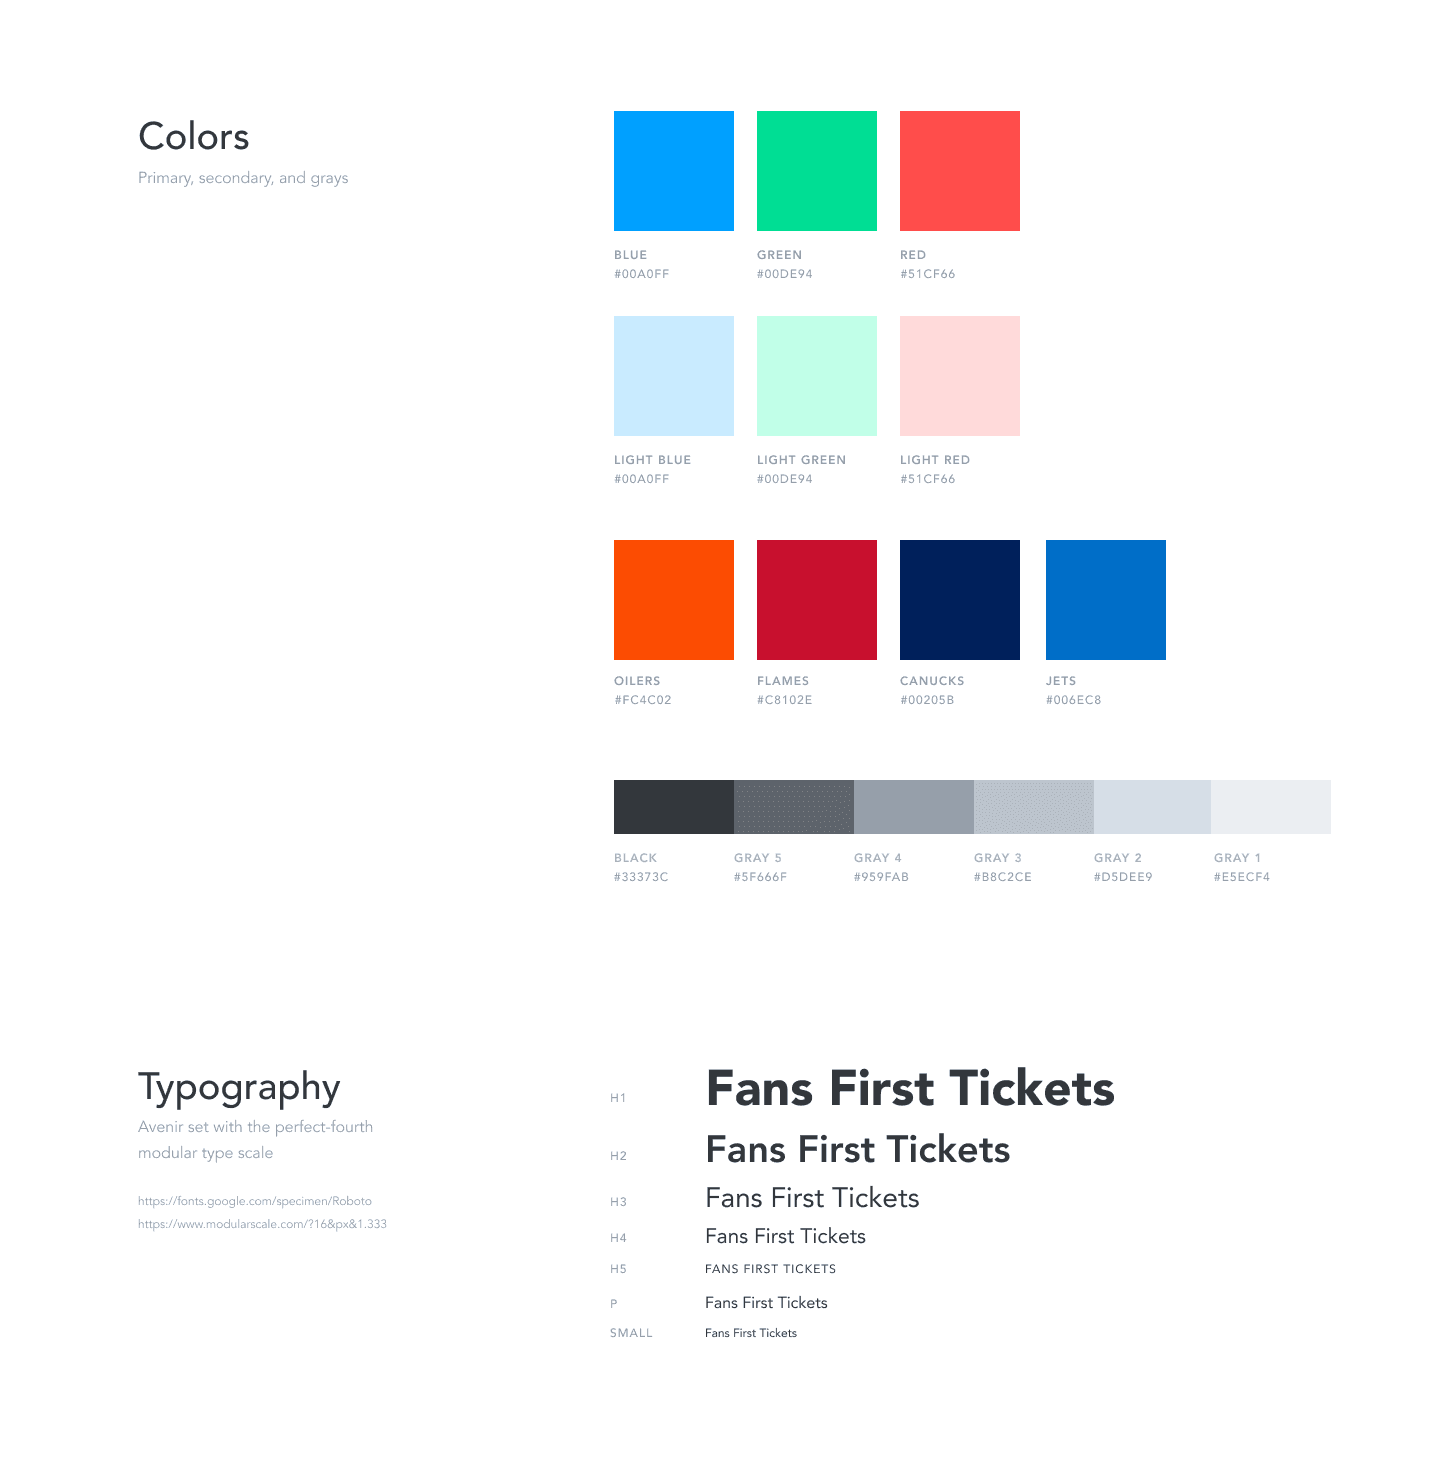 Colors
Primary, secondary, and grays
BLUE
#00A0FF
GREEN
#00DE94
RED
#51CF66
LIGHT BLUE
#00A0FF
LIGHT GREEN
#00DE94
LIGHT RED
#51CF66
OILERS
#FC4C02
FLAMES
#C8102E
CANUCKS
#00205B
JETS
#006EC8
BLACK
#33373C
GRAY 5
#5F666F
GRAY 4
#959FAB
GRAY 3
#B8C2CE
GRAY 2
#D5DEE9
GRAY 1
#E5ECF4
Typography
Avenir set with the perfect-fourth
modular type scale
https://fonts.google.com/specimen/Roboto
https://www.modularscale.com/?16&px&1.333
H1 Fans First Tickets
H2 Fans First Tickets
H3 Fans First Tickets
H4 Fans First Tickets
H5 FANS FIRST TICKETS
P Fans First Tickets
SMALL Fans First Tickets